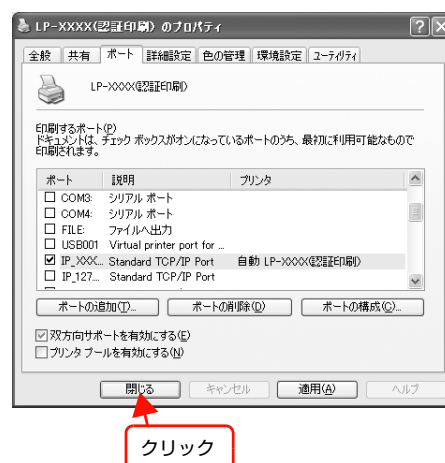 LP-XXXX(認証印刷) のプロパティ
全般 共有 ポート 詳細設定 色の管理 環境設定 ユーティリティ
LP-XXXX(認証印刷)
印刷するポート(P)
ドキュメントは、チェック ボックスがオンになっているポートのうち、最初に利用可能なもので
印刷されます。
ポート 説明 プリンタ
COM3: シリアル ポート
COM4: シリアル ポート
FILE: ファイルへ出力
USB001 Virtual printer port for ...
IP_XXX... Standard TCP/IP Port 自動 LP-XXXX(認証印刷)
IP_127... Standard TCP/IP Port
ポートの追加(T)... ポートの削除(D) ポートの構成(C)...
双方向サポートを有効にする(E)
プリンタ プールを有効にする(N)
閉じる キャンセル 適用(A) ヘルプ
クリック